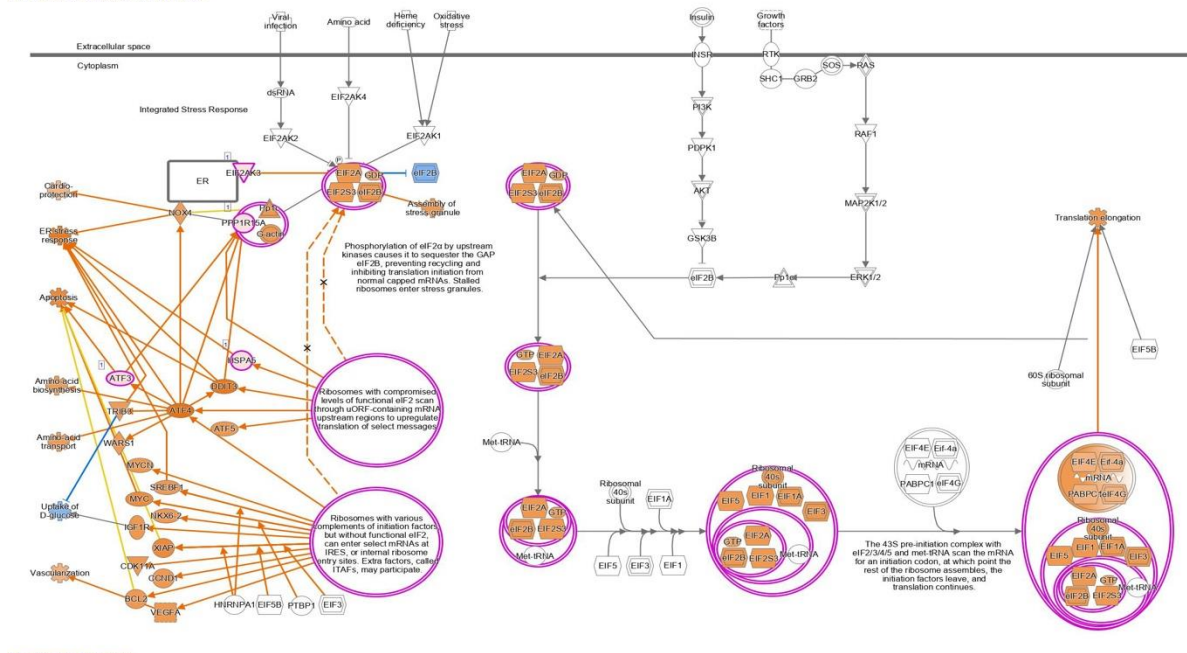 Viral
infection
Amino acid
Heme
deficiency
Oxidative
stress
Insulin
Growth
factors
Extracellular space
Cytoplasm
INSR
RTK
SHC1
GRB2
SOS
RAS
dsRNA
EIF2AK4
Integrated Stress Response
EIF2AK2
EIF2AK1
PI3K
PDPK1
AKT
GSK3B
RAF1
MAP2K1/2
ERK1/2
Pp1at
eIF2B
ER
EIF2AK3
1
P
EIF2A
GDP
EIF2S3
eIF2B
eIF2B
Assembly of
stress granule
EIF2A
GDP
EIF2S3
eIF2B
Translation elongation
Cardio-
protection
NOX4
1
Pp1c
PPP1R15A
G-actin
ER stress
response
Phosphorylation of eIF2α by upstream
kinases causes it to sequester the GAP
eIF2B, preventing recycling and
inhibiting translation initiation from
normal capped mRNAs. Stalled
ribosomes enter stress granules.
Apoptosis
1
1
HSPA5
ATF3
DDIT3
Amino acid
biosynthesis
TRIB3
ATF4
ATF5
Amino acid
transport
WARS1
Ribosomes with compromised
levels of functional eIF2 scan
through uORF-containing mRNA
upstream regions to upregulate
translation of select messages
GTP
EIF2A
EIF2S3
eIF2B
60S ribosomal
subunit
EIF5B
MYCN
SREBF1
MYC
NKX6-2
Uptake of
D-glucose
IGF1R
XIAP
CDK11A
CCND1
Vascularization
BCL2
VEGFA
Ribosomes with various
complements of initiation factors,
but without functional eIF2,
can enter select mRNAs at
IRES, or internal ribosome
entry sites. Extra factors, called
ITAFs, may participate.
HNRNPA1
EIF5B
PTBP1
EIF3
Met-tRNA
EIF2A
GTP
eIF2B
EIF2S3
Met-tRNA
Ribosomal
40s
subunit
EIF1A
EIF5
EIF3
EIF1
Ribosomal
40s
subunit
EIF5
EIF1
EIF1A
EIF3
EIF2A
GTP
eIF2B
EIF2S3
Met-tRNA
EIF4E
Eif-4a
mRNA
PABPC1
eIF4G
The 43S pre-initiation complex with
eIF2/3/4/5 and met-tRNA scan the mRNA
for an initiation codon, at which point the
rest of the ribosome assembles, the
initiation factors leave, and
translation continues.
EIF4E
Eif-4a
mRNA
PABPC1
eIF4G
Ribosomal
40s
subunit
EIF5
EIF1
EIF1A
EIF3
EIF2A
GTP
eIF2B
EIF2S3
Met-tRNA